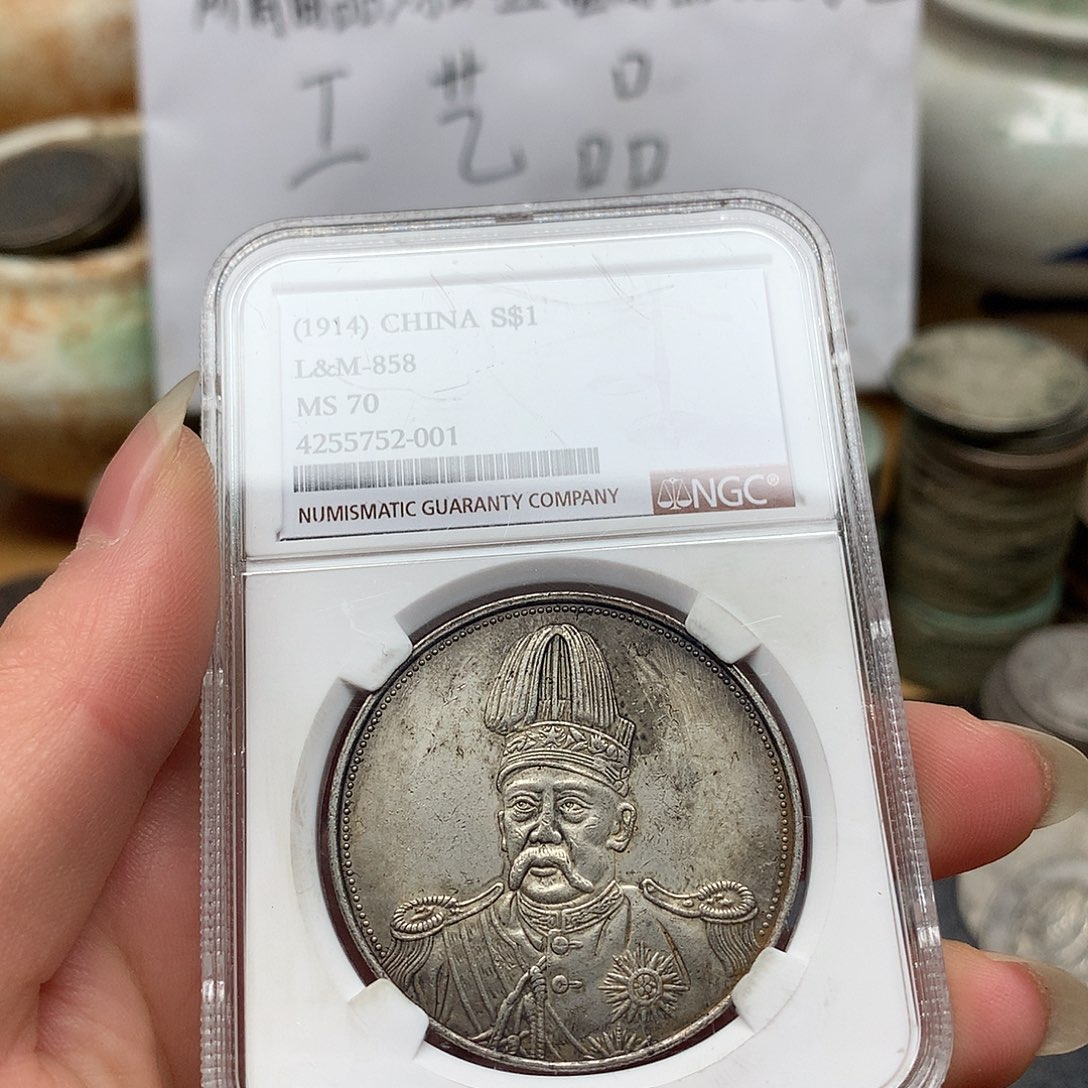 工艺品
(1914) CHINA S$1
L&M-858
MS 70
4255752-001
NUMISMATIC GUARANTY COMPANY
NGC®